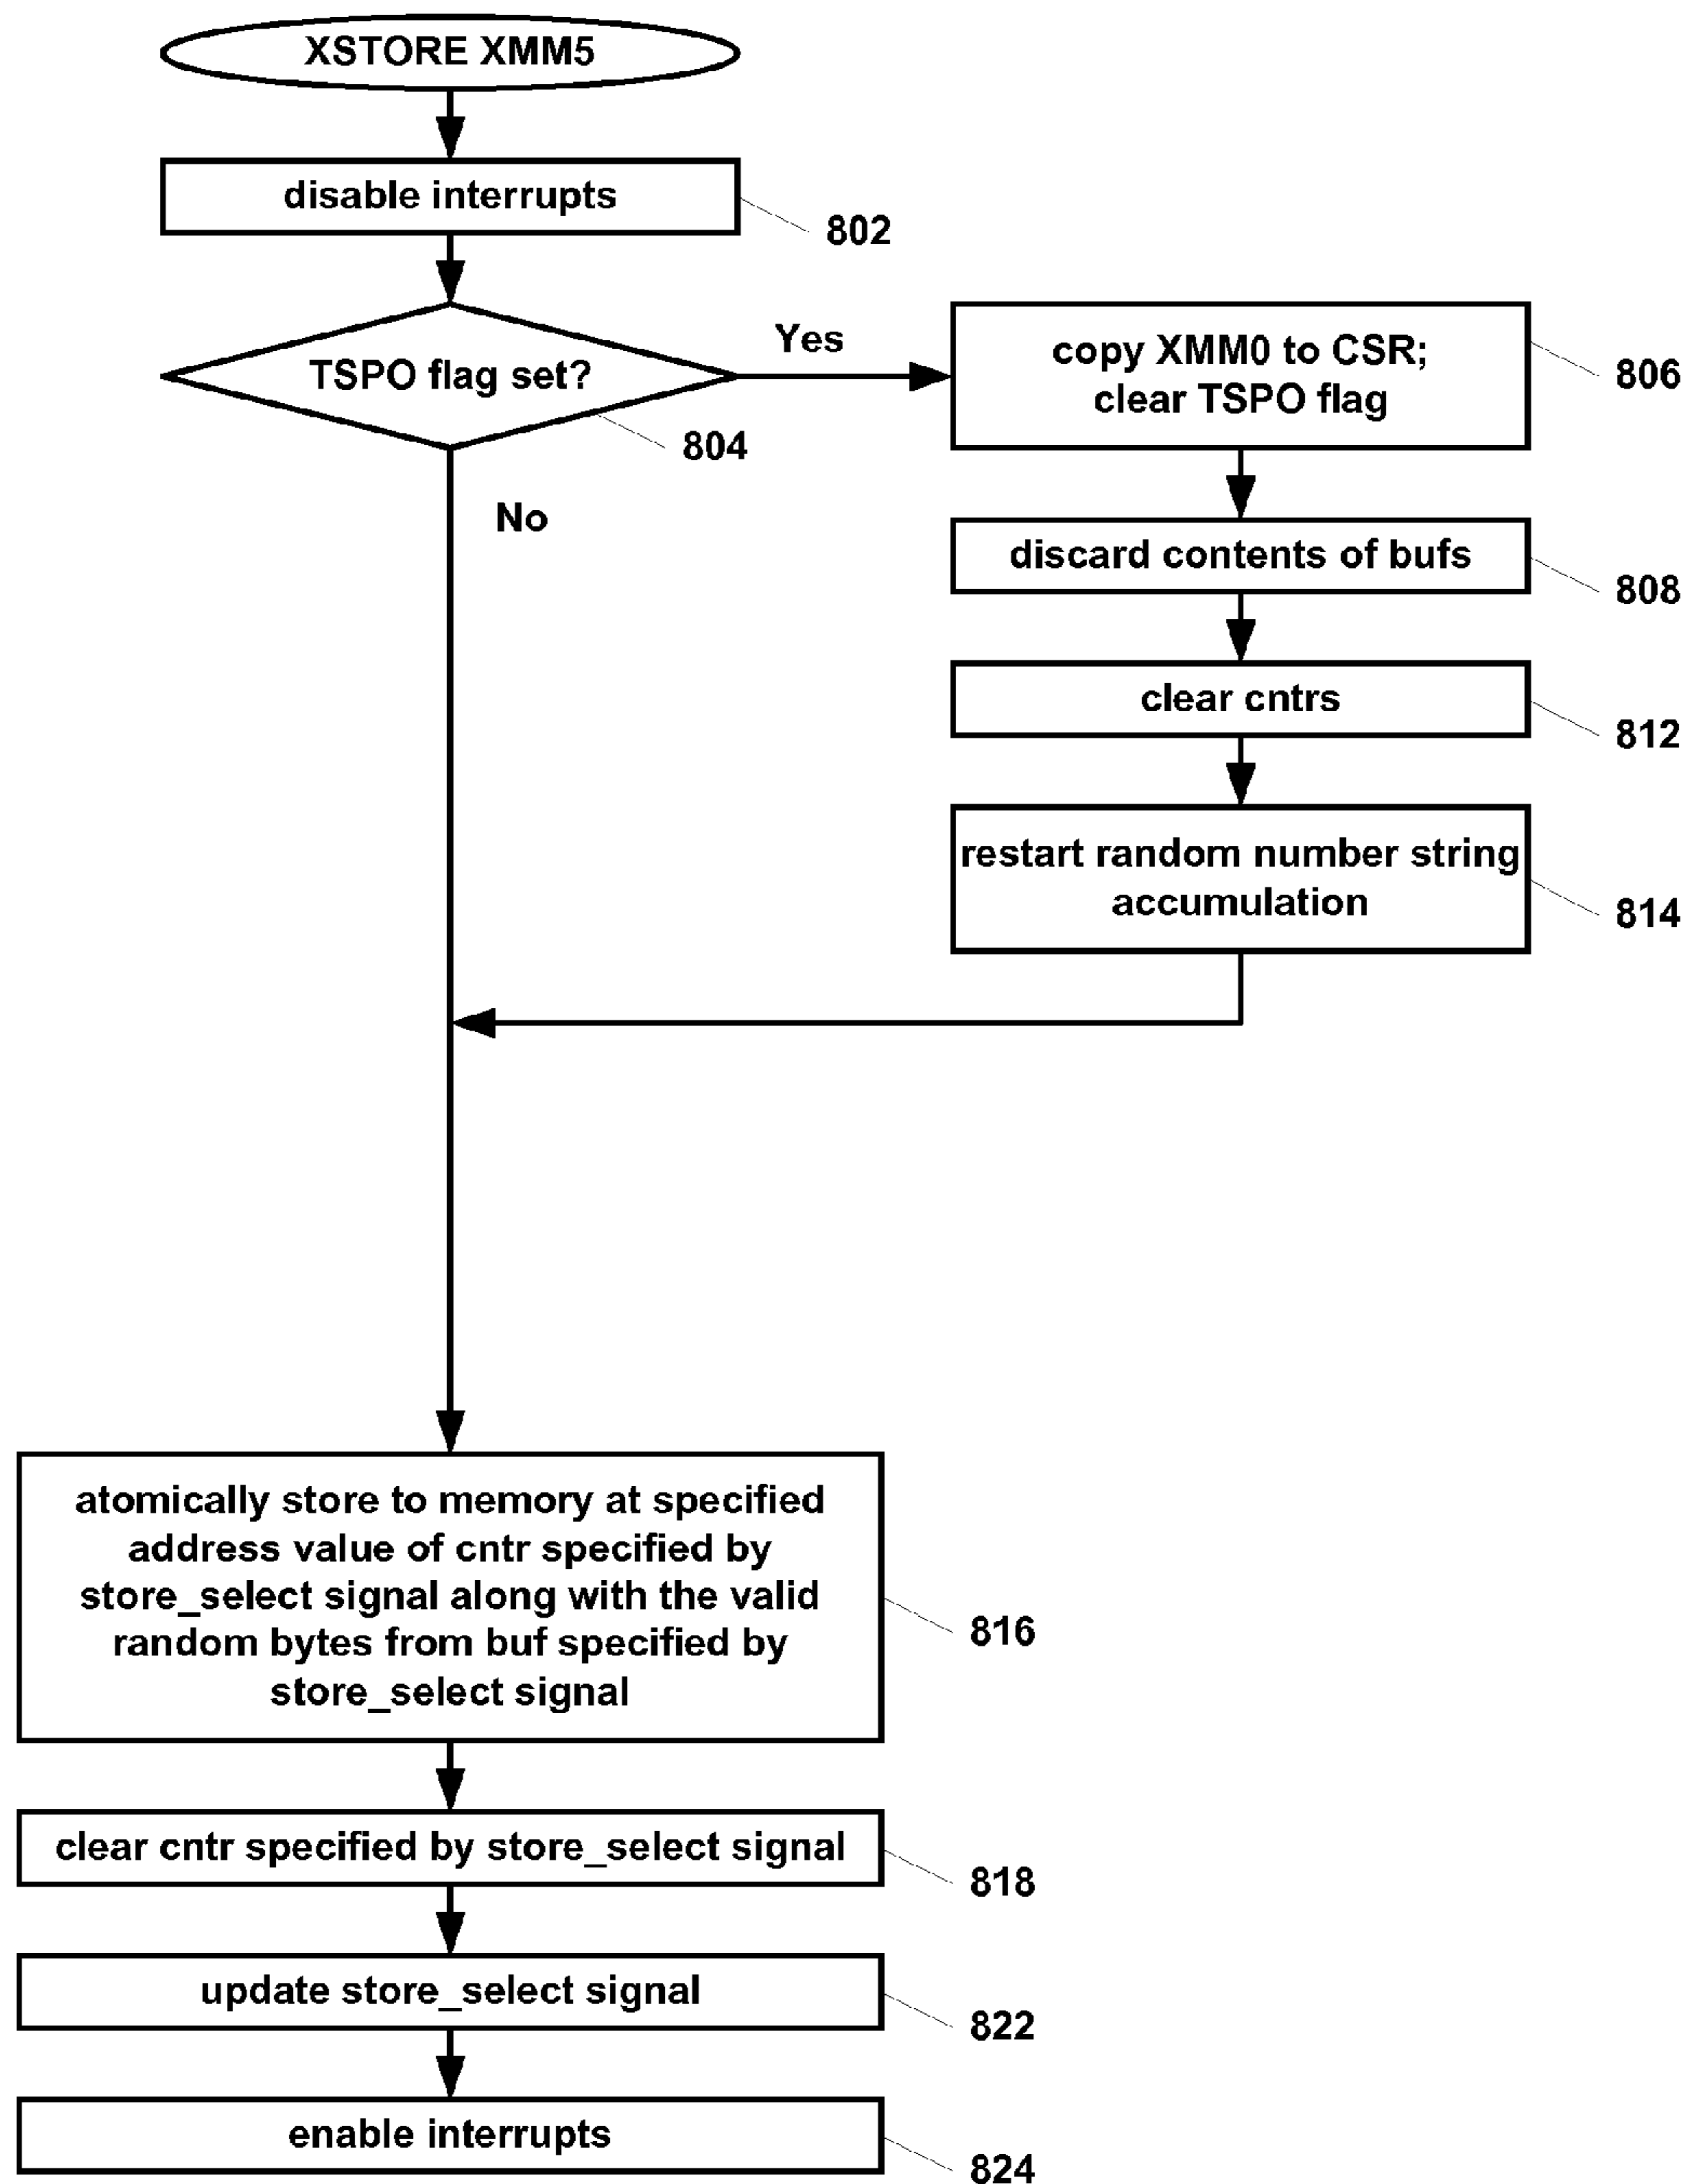 XSTORE XMM5
disable interrupts
802
TSPO flag set?
804
Yes
No
copy XMM0 to CSR;
clear TSPO flag
806
discard contents of bufs
808
clear cntrs
812
restart random number string
accumulation
814
atomically store to memory at specified
address value of cntr specified by
store_select signal along with the valid
random bytes from buf specified by
store_select signal
816
clear cntr specified by store_select signal
818
update store_select signal
822
enable interrupts
824